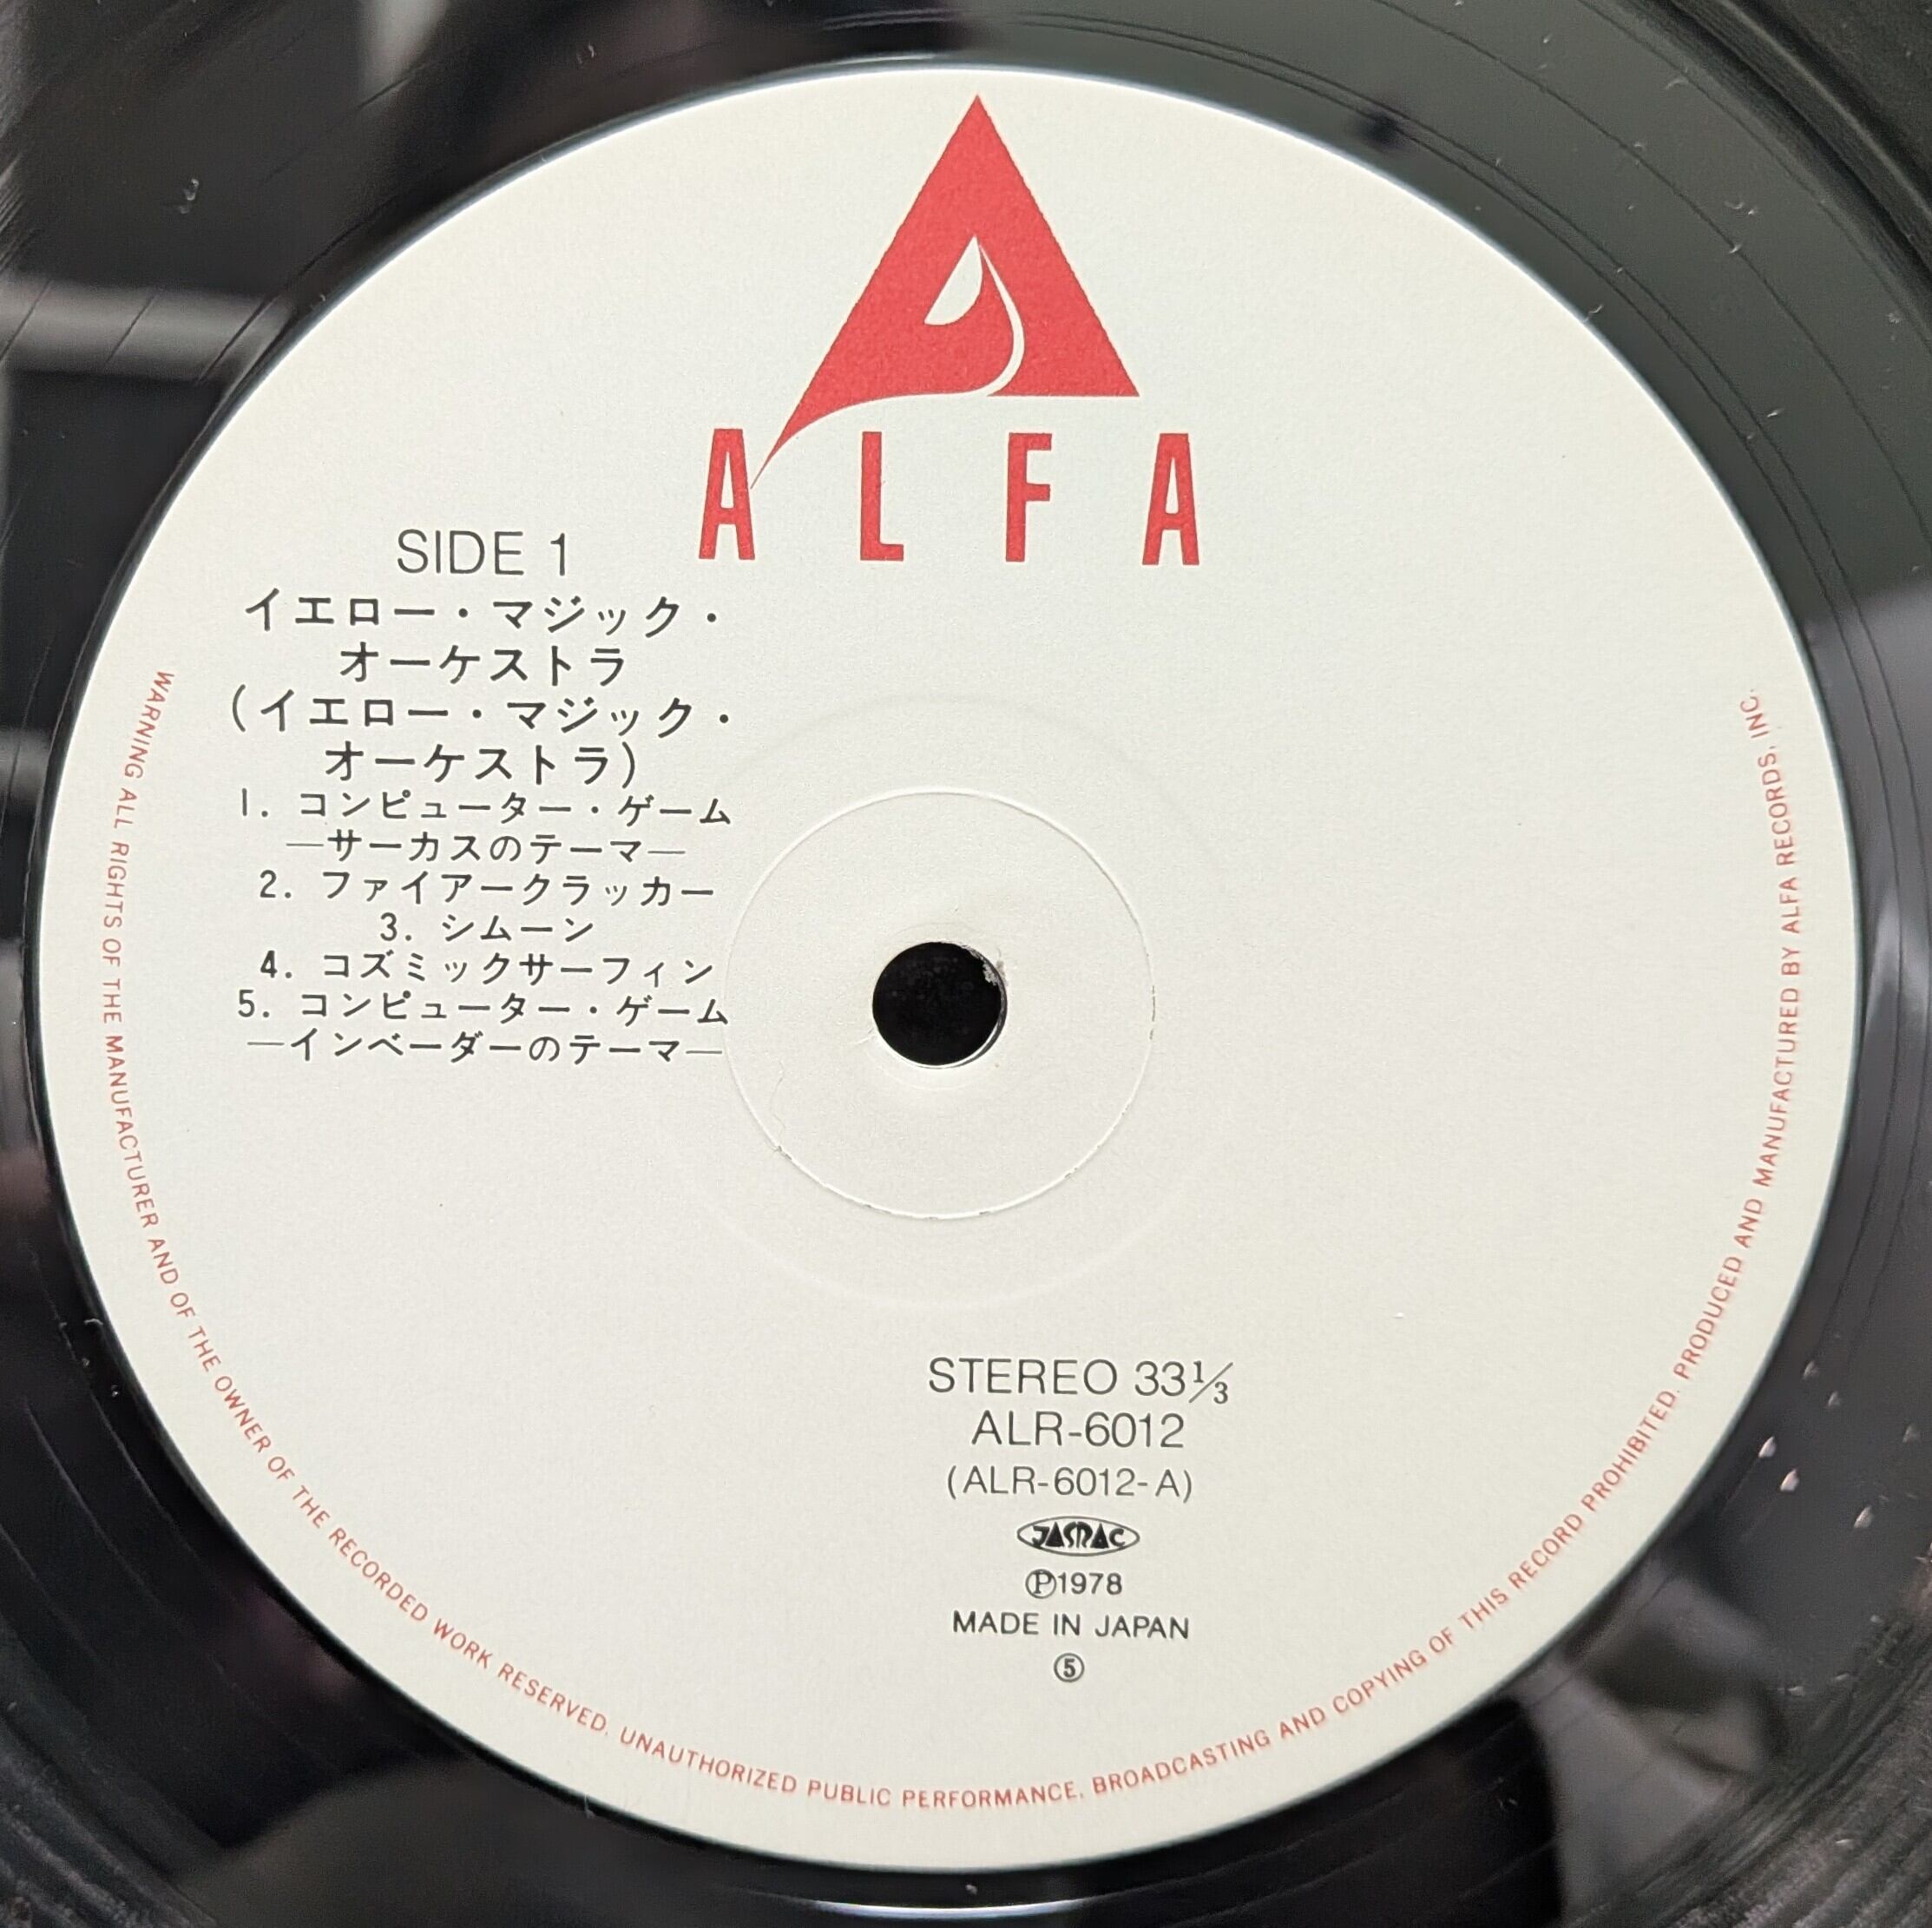 ALFA
SIDE 1
イエロー・マジック・
オーケストラ
(イエロー・マジック・
オーケストラ)
1. コンピューター・ゲーム
—サーカスのテーマ—
2. ファイアークラッカー
3. シムーン
4. コズミックサーフィン
5. コンピューター・ゲーム
—インベーダーのテーマ—
STEREO 33⅓
ALR-6012
(ALR-6012-A)
JASRAC
Ⓟ1978
MADE IN JAPAN
⑤
WARNING ALL RIGHTS OF THE MANUFACTURER AND OF THE OWNER OF THE RECORDED WORK RESERVED. UNAUTHORIZED PUBLIC PERFORMANCE, BROADCASTING AND COPYING OF THIS RECORD PROHIBITED. PRODUCED AND MANUFACTURED BY ALFA RECORDS, INC.